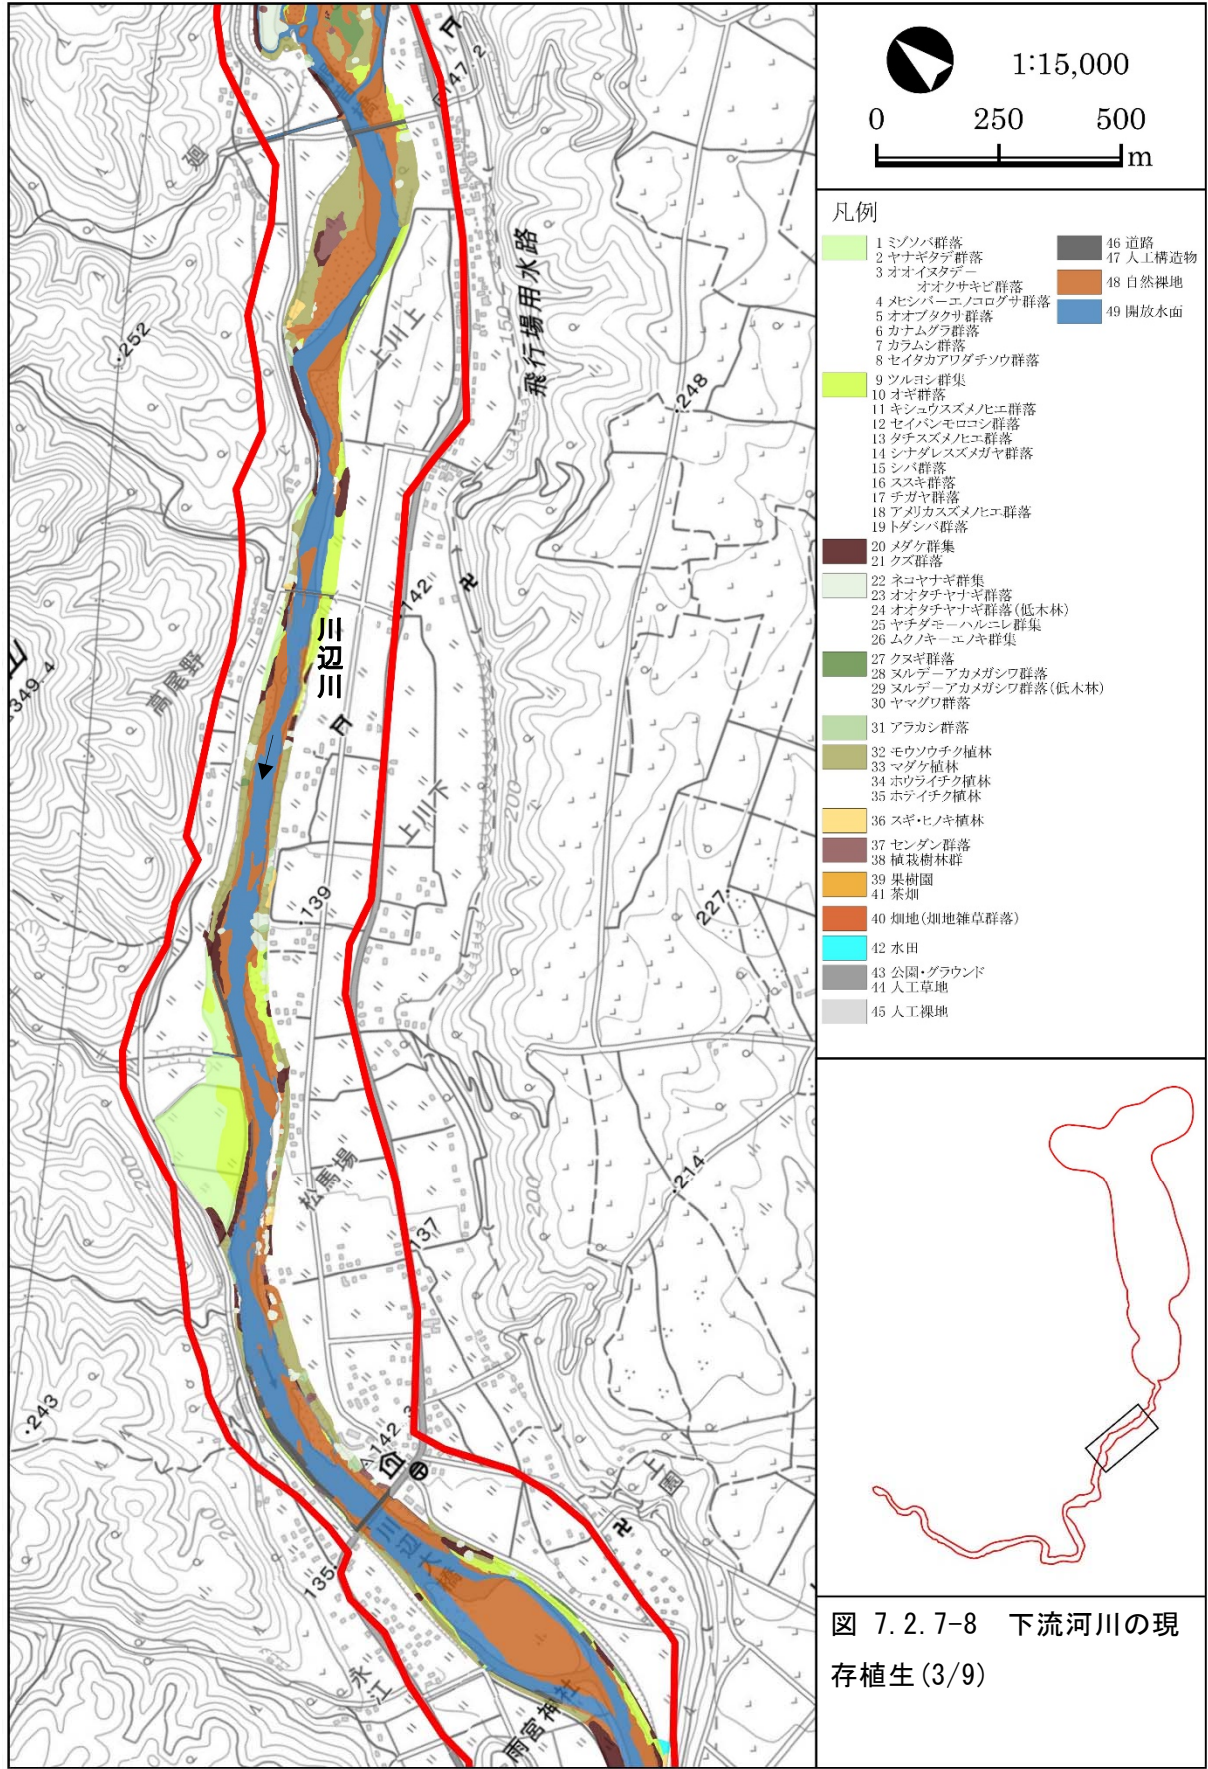 1:15,000
0 250 500
m
凡例
1 ミゾソバ群落
2 ヤナギタデ群落
3 オオイヌタデー
オオクサキビ群落
4 メヒシバーエノコログサ群落
5 オオブタクサ群落
6 カナムグラ群落
7 カラムシ群落
8 セイタカアワダチソウ群落
9 ツルヨシ群集
10 オギ群落
11 キシュウスズメノヒエ群落
12 セイバンモロコシ群落
13 タチスズメノヒエ群落
14 シナダレスズメガヤ群落
15 シバ群落
16 ススキ群落
17 チガヤ群落
18 アメリカスズメノヒエ群落
19 トダシバ群落
20 メダケ群集
21 クズ群落
22 ネコヤナギ群集
23 オオタチヤナギ群落
24 オオタチヤナギ群落(低木林)
25 ヤチダモーハルニレ群集
26 ムクノキーエノキ群集
27 クヌギ群落
28 ヌルデーアカメガシワ群落
29 ヌルデーアカメガシワ群落(低木林)
30 ヤマグワ群落
31 アラカシ群落
32 モウソウチク植林
33 マダケ植林
34 ホウライチク植林
35 ホテイチク植林
36 スギ・ヒノキ植林
37 センダン群落
38 植栽樹林群
39 果樹園
41 茶畑
40 畑地(畑地雑草群落)
42 水田
43 公園・グラウンド
44 人工草地
45 人工裸地
46 道路
47 人工構造物
48 自然裸地
49 開放水面
図 7.2.7-8 下流河川の現
存植生(3/9)
147.2
廻
飛行場用水路
150
252
上川上
248
142
川辺川
349.4
山
高尾野
上川下
200
139
227
松馬場
200
200
214
137
243
142.3
上園
200
135
川辺大橋
永江
雨宮神社